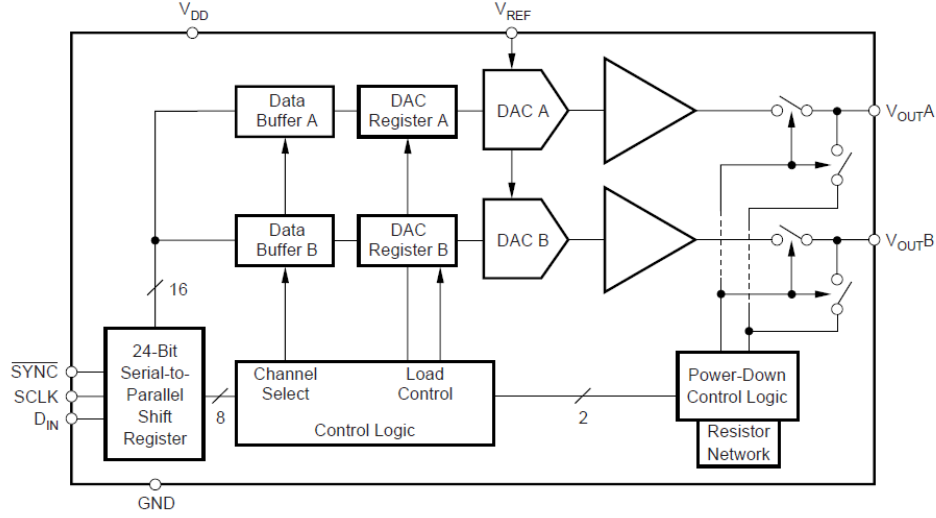 VDD
VREF
Data
Buffer A
DAC
Register A
DAC A
VOUTA
Data
Buffer B
DAC
Register B
DAC B
VOUTB
16
24-Bit
Serial-to-
Parallel
Shift
Register
SYNC
SCLK
DIN
8
Channel
Select
Load
Control
Control Logic
2
Power-Down
Control Logic
Resistor
Network
GND